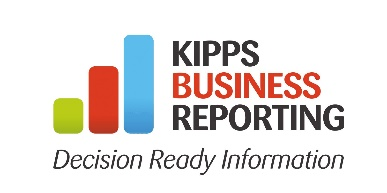 KIPPS
BUSINESS
REPORTING
Decision Ready Information